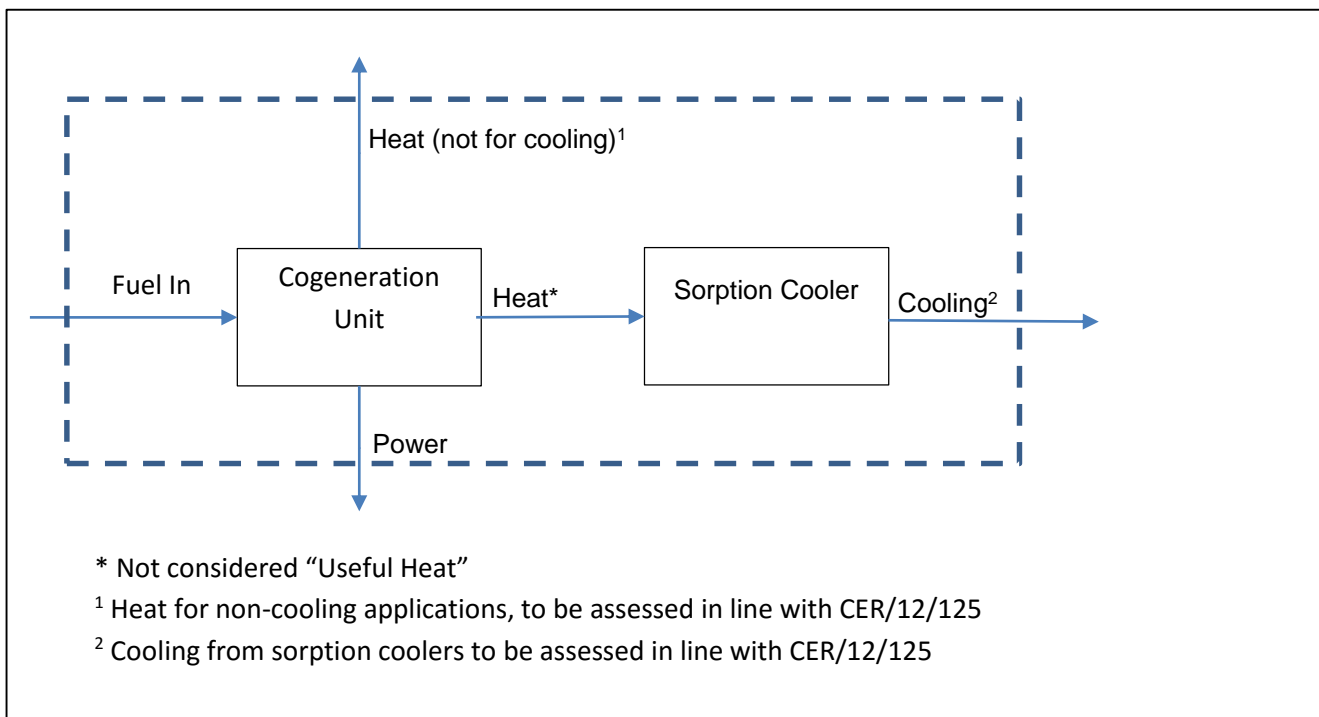 Heat (not for cooling)¹
Fuel In
Cogeneration
Unit
Heat*
Sorption Cooler
Cooling²
Power
* Not considered “Useful Heat”
¹ Heat for non-cooling applications, to be assessed in line with CER/12/125
² Cooling from sorption coolers to be assessed in line with CER/12/125